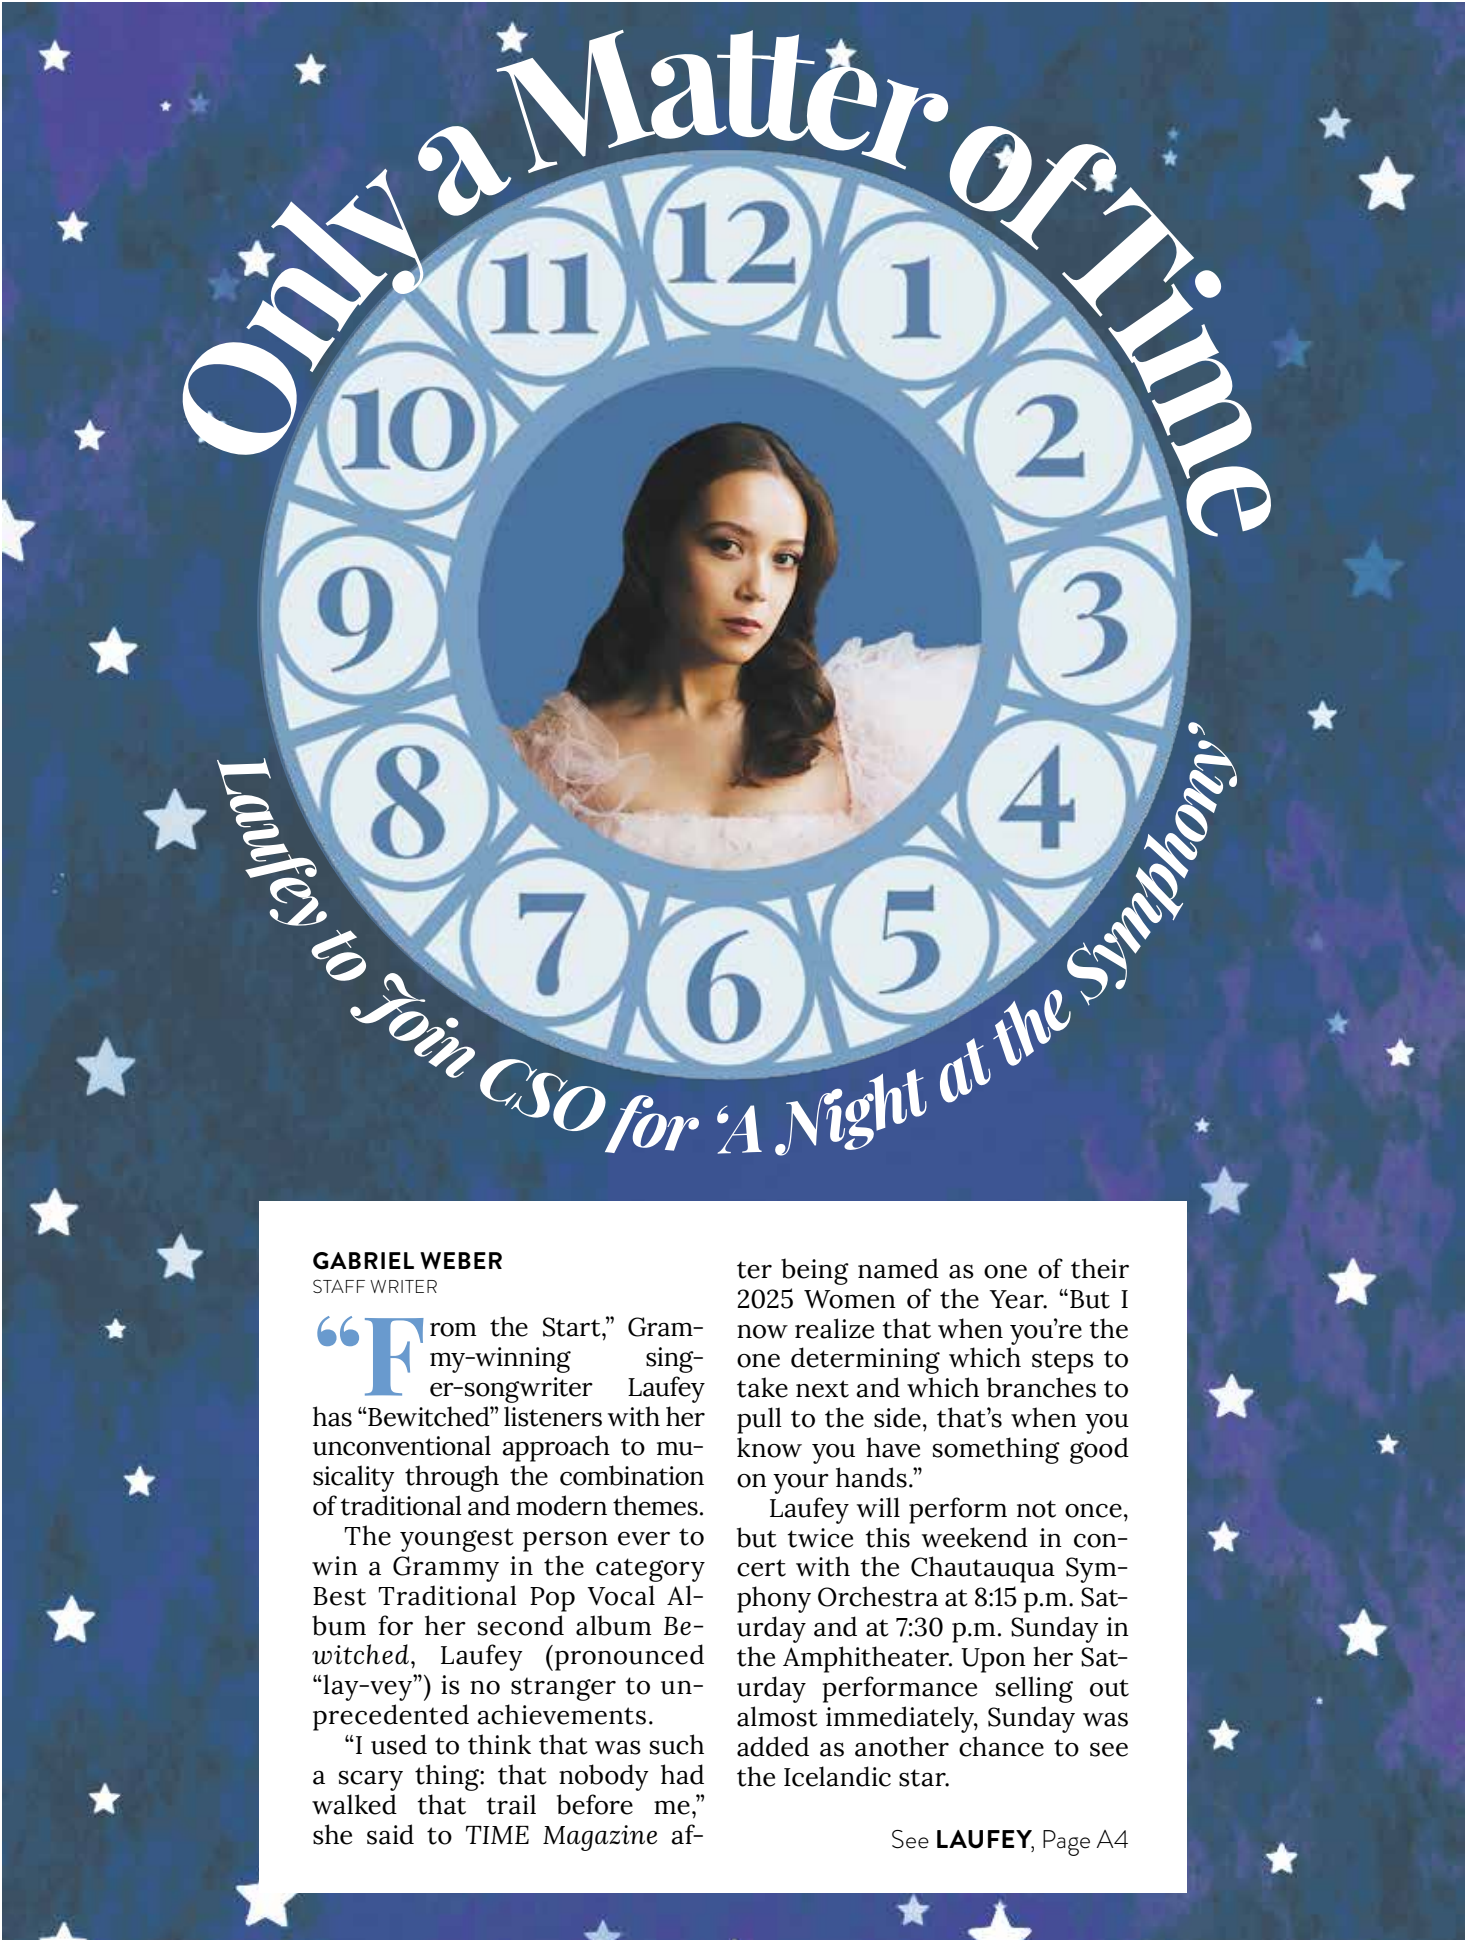 Only a Matter of Time
12
1
2
3
4
5
6
7
8
9
10
11
Laufey to Join CSO for ‘A Night at the Symphony’
GABRIEL WEBER
STAFF WRITER
“From the Start,” Gram-
my-winning sing-
er-songwriter Laufey
has “Bewitched” listeners with her
unconventional approach to mu-
sicality through the combination
of traditional and modern themes.
The youngest person ever to
win a Grammy in the category
Best Traditional Pop Vocal Al-
bum for her second album Be-
witched, Laufey (pronounced
“lay-vey”) is no stranger to un-
precedented achievements.
“I used to think that was such
a scary thing: that nobody had
walked that trail before me,”
she said to TIME Magazine af-
ter being named as one of their
2025 Women of the Year. “But I
now realize that when you’re the
one determining which steps to
take next and which branches to
pull to the side, that’s when you
know you have something good
on your hands.”
Laufey will perform not once,
but twice this weekend in con-
cert with the Chautauqua Sym-
phony Orchestra at 8:15 p.m. Sat-
urday and at 7:30 p.m. Sunday in
the Amphitheater. Upon her Sat-
urday performance selling out
almost immediately, Sunday was
added as another chance to see
the Icelandic star.
See LAUFEY, Page A4